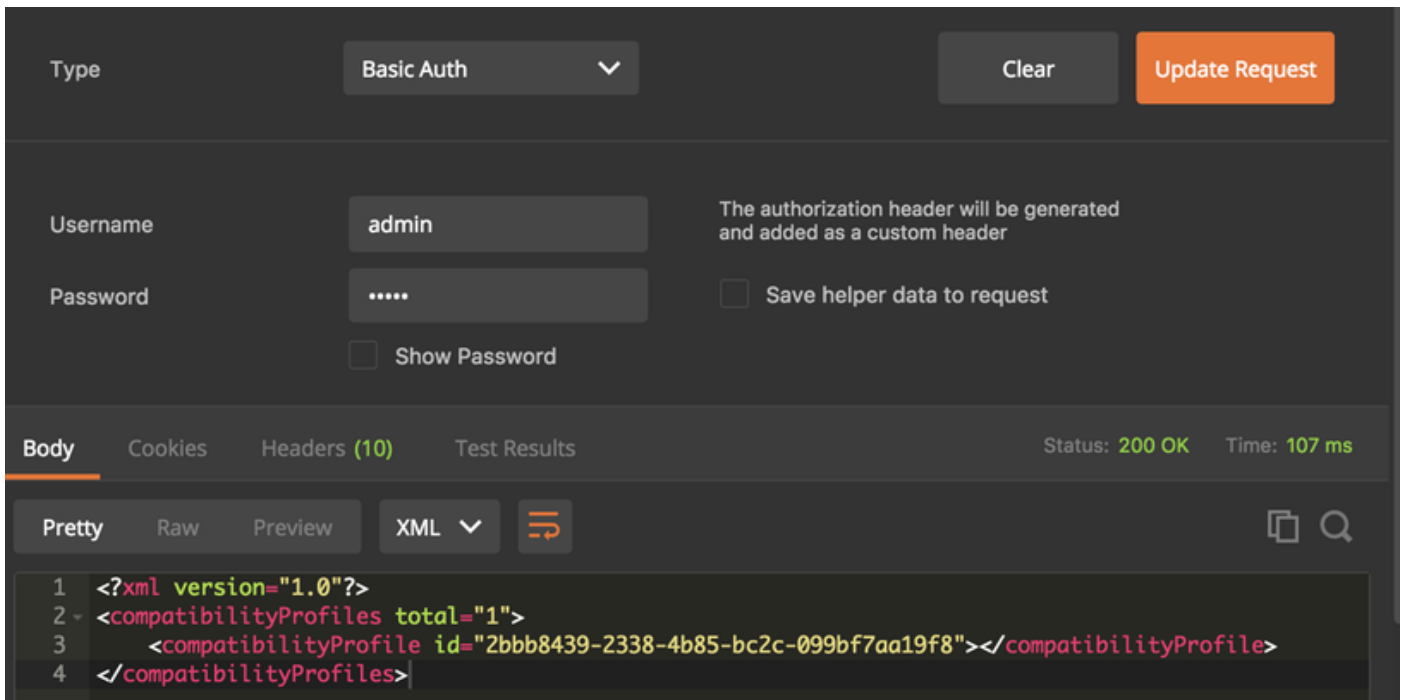 Type Basic Auth Clear Update Request
Username admin The authorization header will be generated
and added as a custom header
Password ••••• Save helper data to request
Show Password
Body Cookies Headers (10) Test Results Status: 200 OK Time: 107 ms
Pretty Raw Preview XML
1 <?xml version="1.0"?>
2 <compatibilityProfiles total="1">
3 <compatibilityProfile id="2bbb8439-2338-4b85-bc2c-099bf7aa19f8"></compatibilityProfile>
4 </compatibilityProfiles>